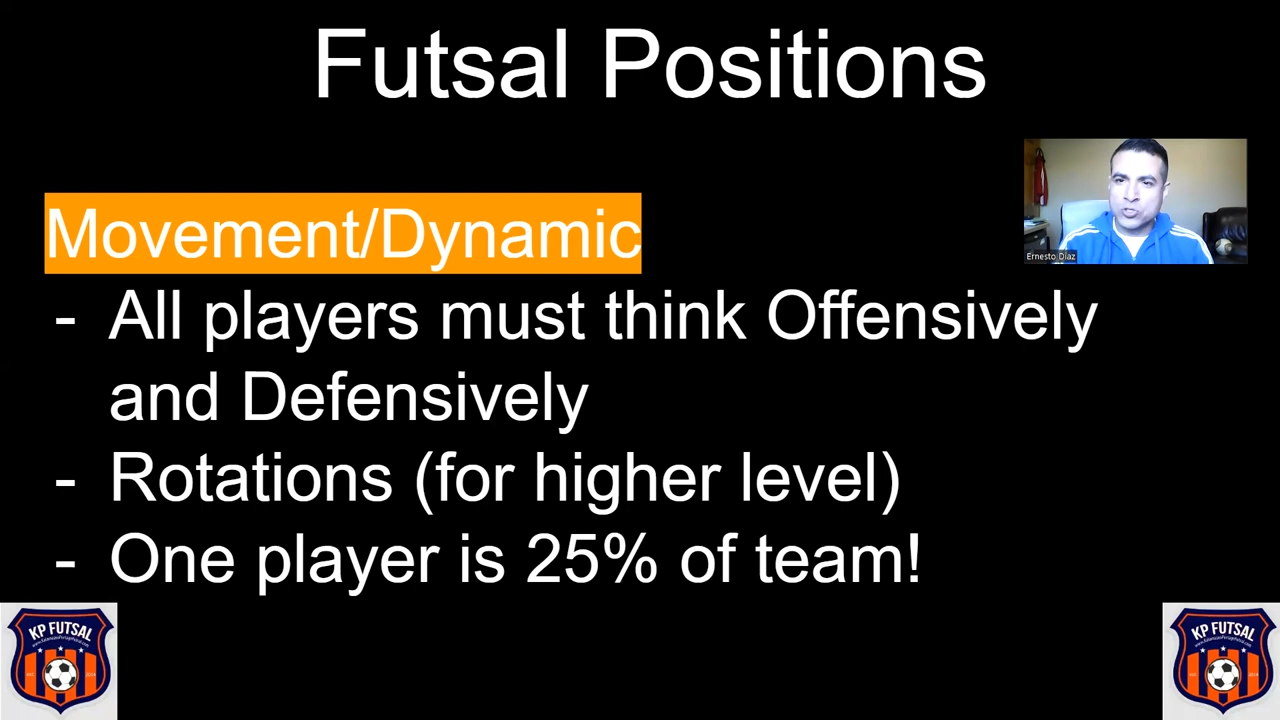 Futsal Positions
Movement/Dynamic
Ernesto Diaz
- All players must think Offensively
and Defensively
- Rotations (for higher level)
- One player is 25% of team!
KP FUTSAL
KP FUTSAL